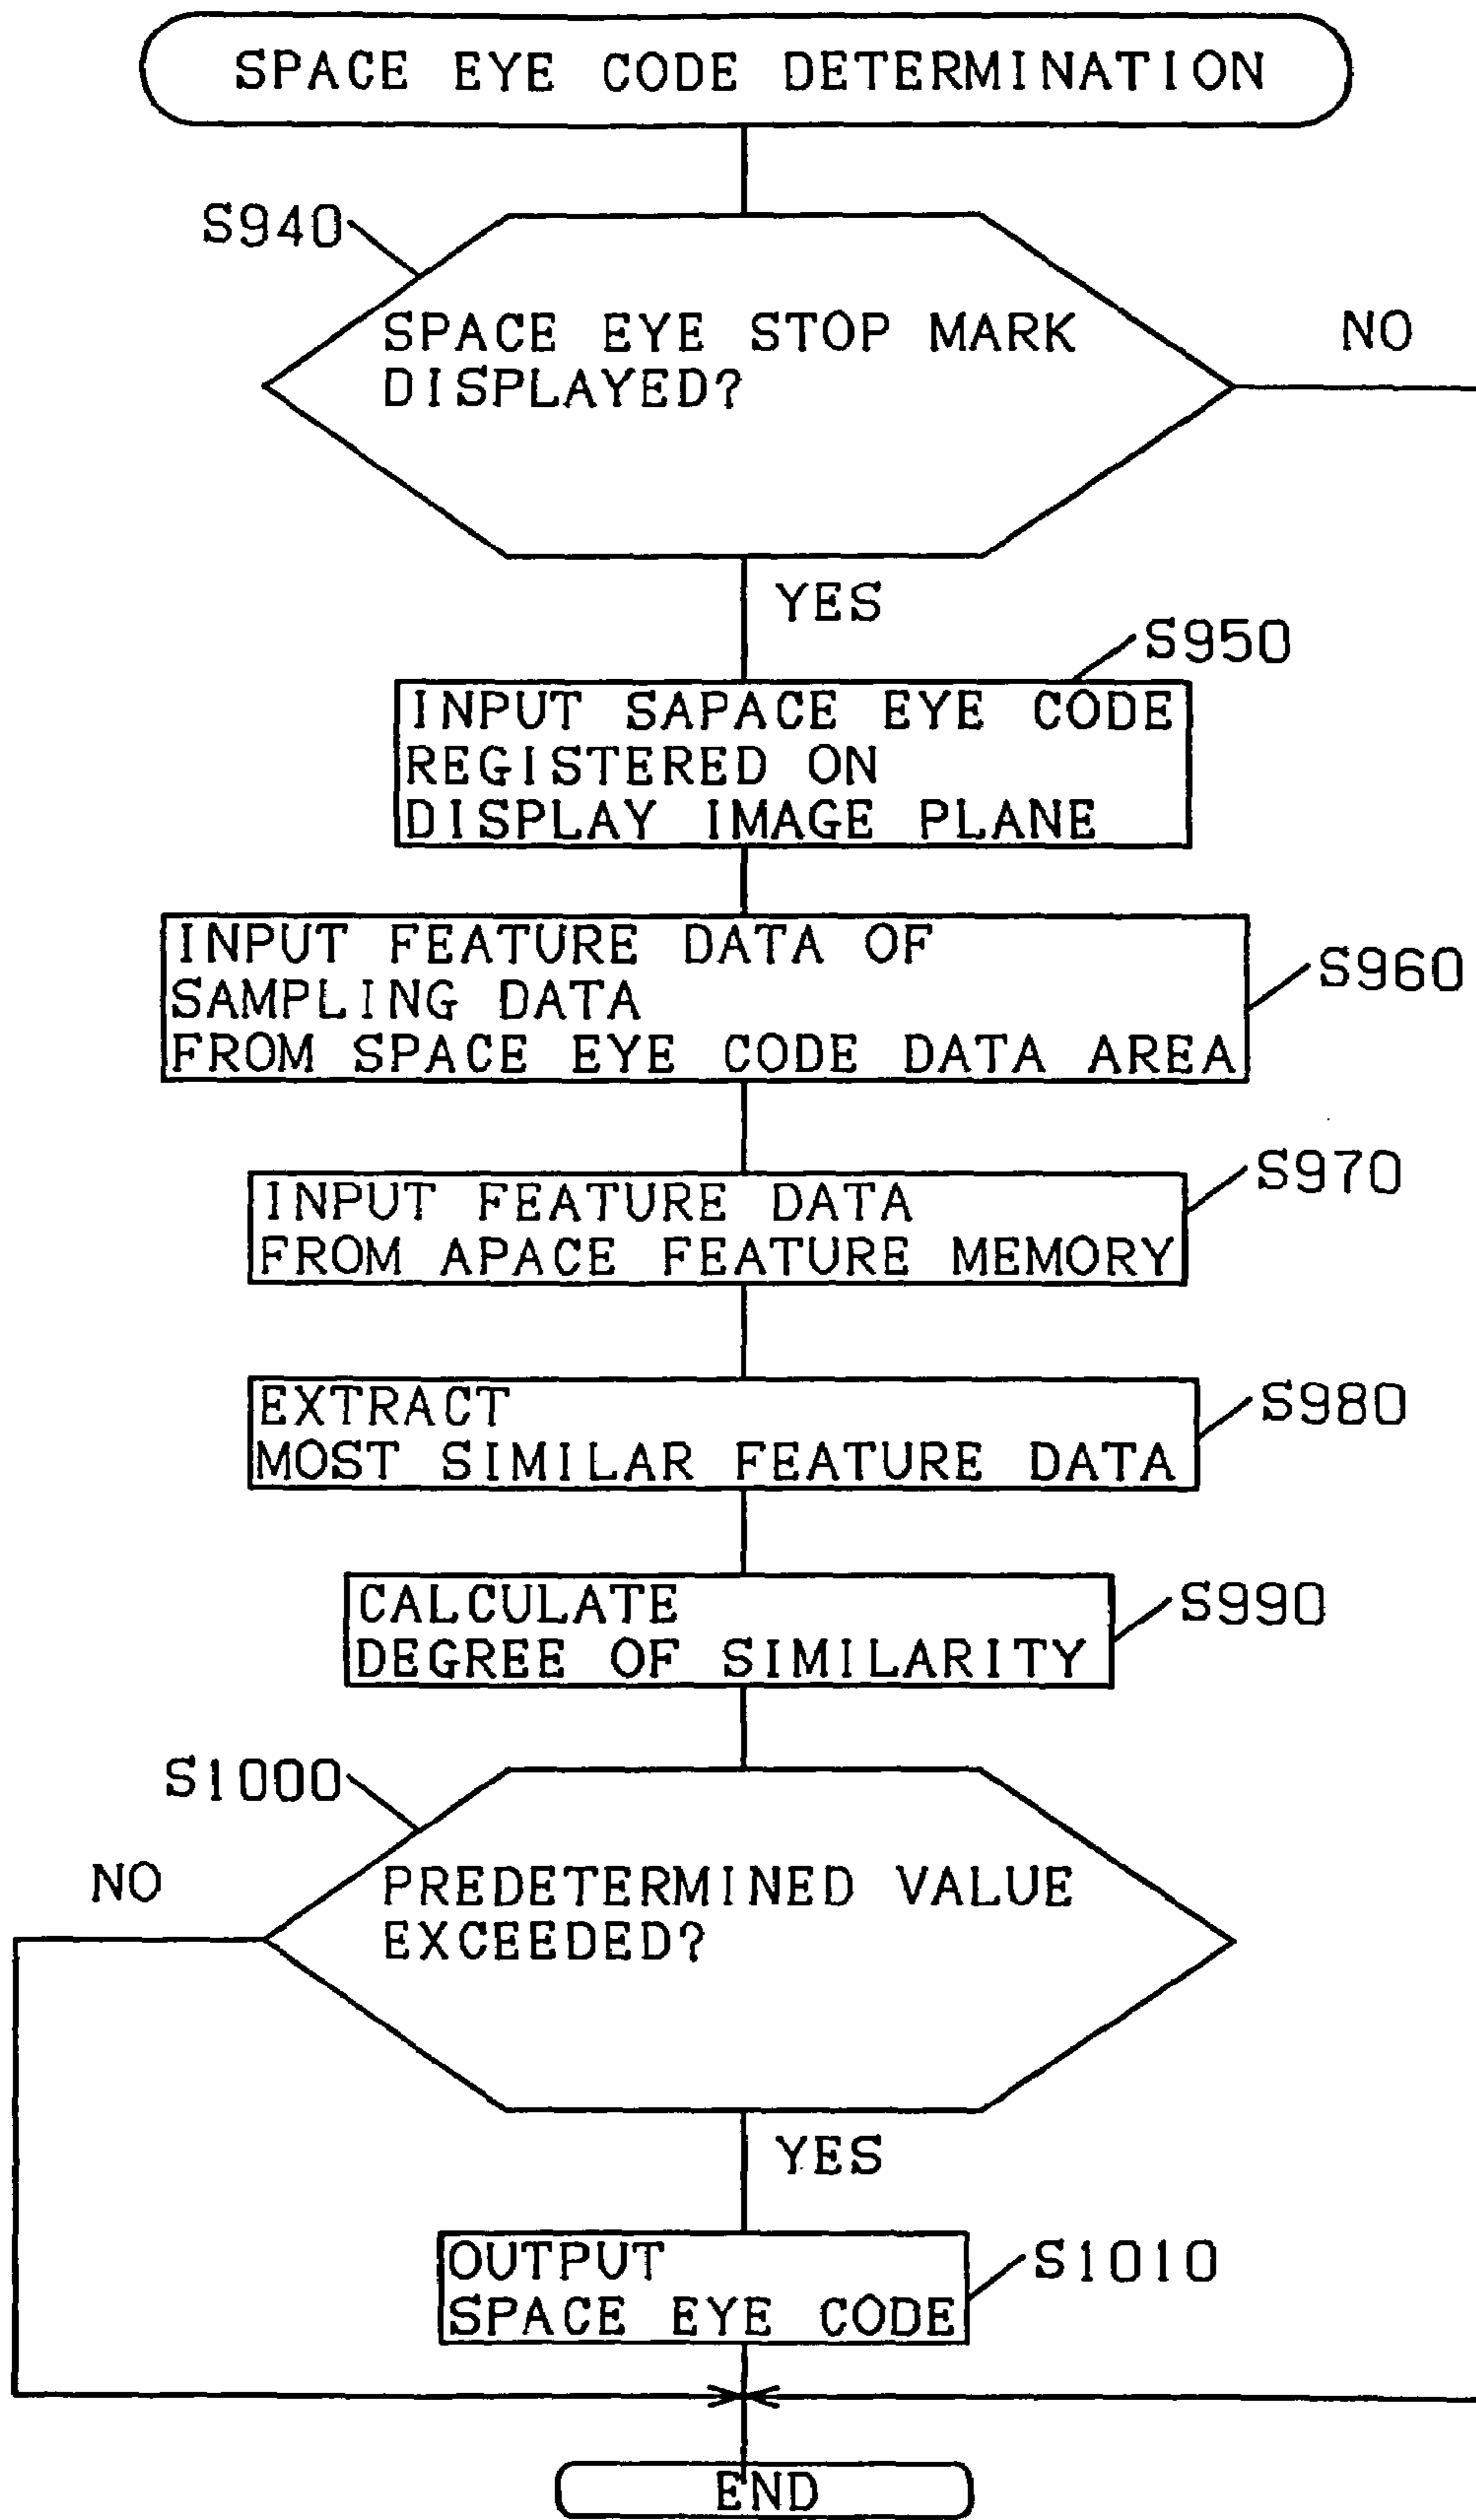 SPACE EYE CODE DETERMINATION
S940
SPACE EYE STOP MARK
DISPLAYED?
NO
YES
S950
INPUT SAPACE EYE CODE
REGISTERED ON
DISPLAY IMAGE PLANE
INPUT FEATURE DATA OF
SAMPLING DATA
FROM SPACE EYE CODE DATA AREA
S960
INPUT FEATURE DATA
FROM APACE FEATURE MEMORY
S970
EXTRACT
MOST SIMILAR FEATURE DATA
S980
CALCULATE
DEGREE OF SIMILARITY
S990
S1000
NO
PREDETERMINED VALUE
EXCEEDED?
YES
OUTPUT
SPACE EYE CODE
S1010
END